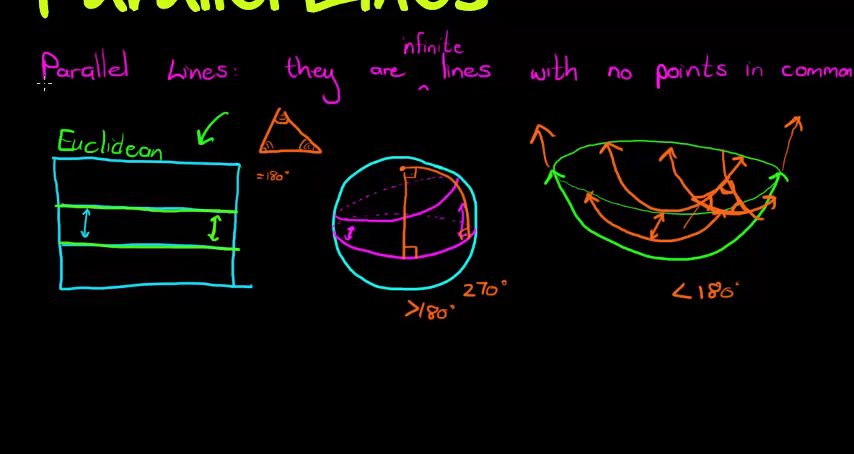 Parallel Lines
infinite
Parallel Lines: they are ^ lines with no points in common
Euclidean
=180°
270°
>180°
<180°